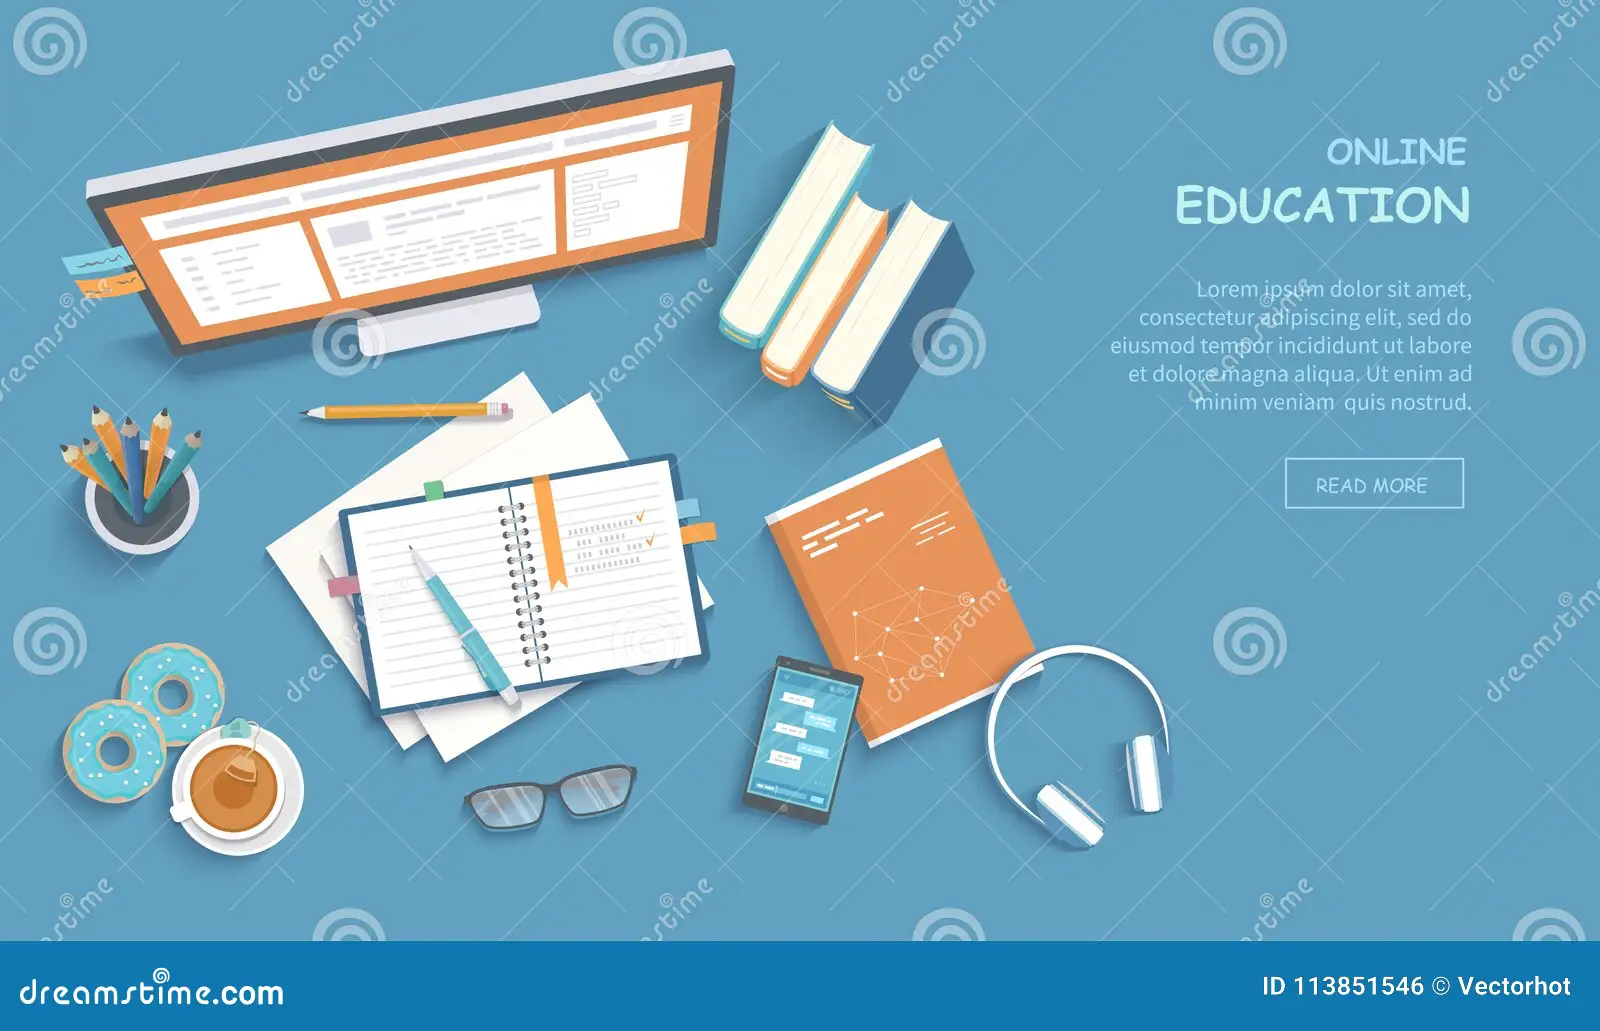 ONLINE
EDUCATION
Lorem ipsum dolor sit amet,
consectetur adipiscing elit, sed do
eiusmod tempor incididunt ut labore
et dolore magna aliqua. Ut enim ad
minim veniam quis nostrud.
READ MORE
dreamstime.com
ID 113851546 © Vectorhot